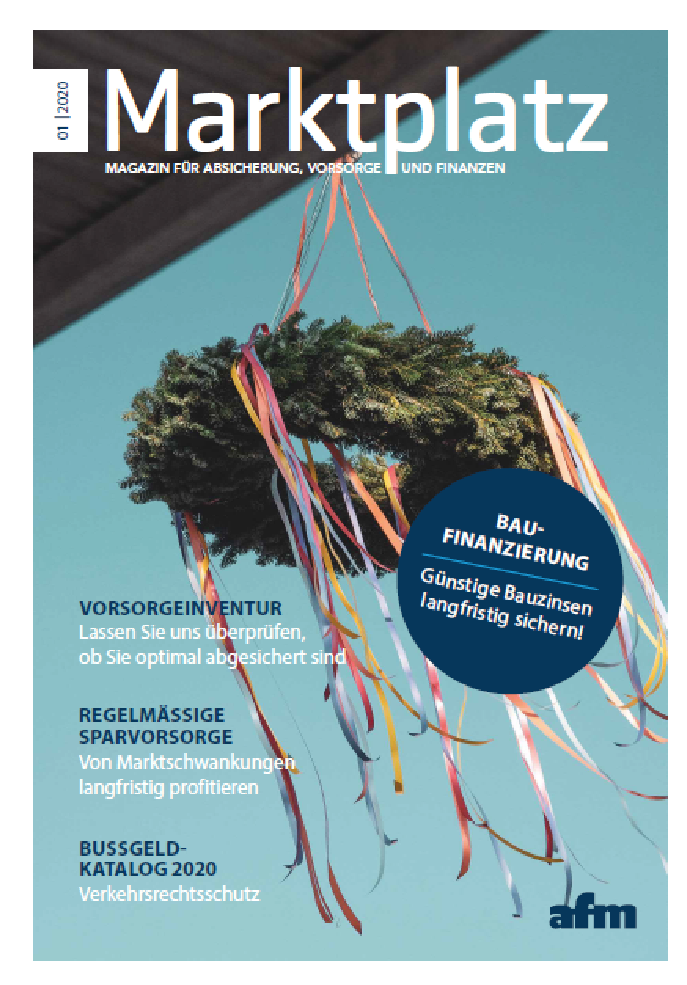 01 | 2020
Marktplatz
MAGAZIN FÜR ABSICHERUNG, VORSORGE UND FINANZEN
BAU-
FINANZIERUNG
Günstige Bauzinsen
langfristig sichern!
VORSORGEINVENTUR
Lassen Sie uns überprüfen,
ob Sie optimal abgesichert sind
REGELMÄSSIGE
SPARVORSORGE
Von Marktschwankungen
langfristig profitieren
BUSSGELD-
KATALOG 2020
Verkehrsrechtsschutz
afm